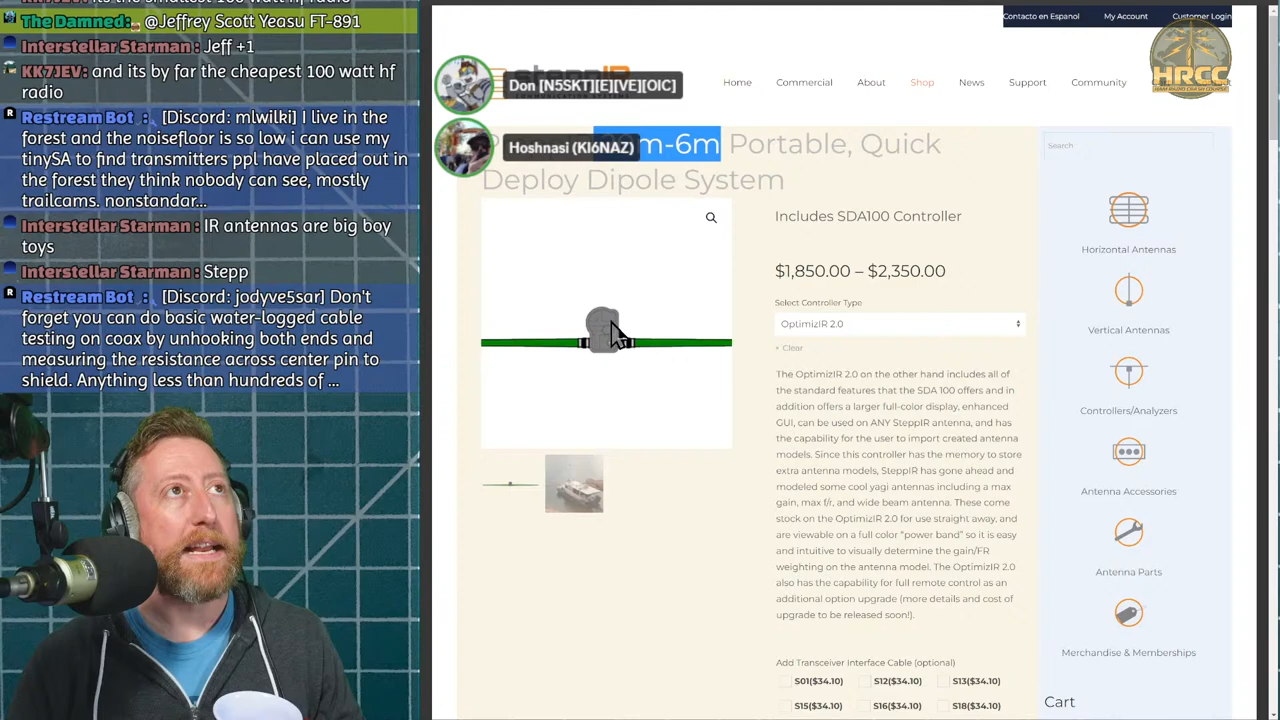 The Damned: @Jeffrey Scott Yeasu FT-891
Interstellar Starman : Jeff +1
KK7JEV: and its by far the cheapest 100 watt hf
radio
Restream Bot : [Discord: mlwilki] I live in the
forest and the noisefloor is so low i can use my
tinySA to find transmitters ppl have placed out in
the forest they think nobody can see, mostly
trailcams. nonstandar...
Interstellar Starman : IR antennas are big boy
toys
Interstellar Starman : Stepp
Restream Bot : [Discord: jodyve5sar] Don't
forget you can do basic water-logged cable
testing on coax by unhooking both ends and
measuring the resistance across center pin to
shield. Anything less than hundreds of ...
Contacto en Espanol My Account Customer Login
Don [N5SKT][E][VE][OIC]
Home Commercial About Shop News Support Community
HRCC
HAM RADIO CRASH COURSE
Hoshnasi (KI6NAZ)
m-6m Portable, Quick
Deploy Dipole System
Search
Includes SDA100 Controller
$1,850.00 – $2,350.00
Select Controller Type
OptimizIR 2.0
× Clear
The OptimizIR 2.0 on the other hand includes all of
the standard features that the SDA 100 offers and in
addition offers a larger full-color display, enhanced
GUI, can be used on ANY SteppIR antenna, and has
the capability for the user to import created antenna
models. Since this controller has the memory to store
extra antenna models, SteppIR has gone ahead and
modeled some cool yagi antennas including a max
gain, max f/r, and wide beam antenna. These come
stock on the OptimizIR 2.0 for use straight away, and
are viewable on a full color “power band” so it is easy
and intuitive to visually determine the gain/FR
weighting on the antenna model. The OptimizIR 2.0
also has the capability for full remote control as an
additional option upgrade (more details and cost of
upgrade to be released soon!).
Add Transceiver Interface Cable (optional)
S01($34.10) S12($34.10) S13($34.10)
S15($34.10) S16($34.10) S18($34.10)
Horizontal Antennas
Vertical Antennas
Controllers/Analyzers
Antenna Accessories
Antenna Parts
Merchandise & Memberships
Cart